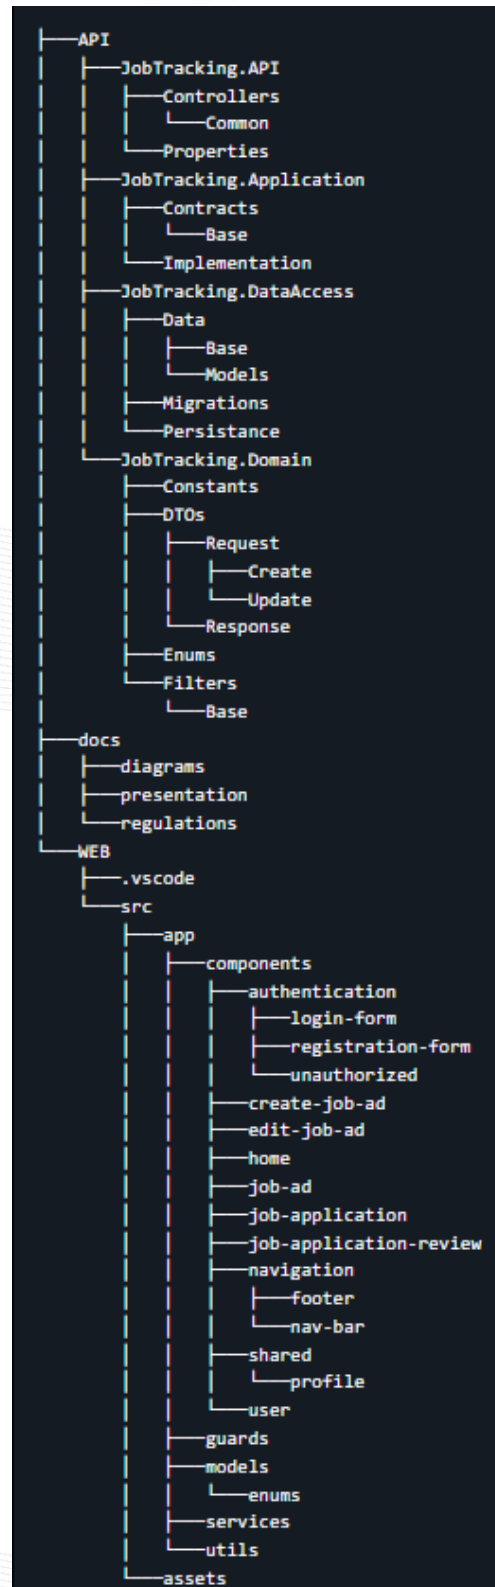 ├───API
│   ├───JobTracking.API
│   │   ├───Controllers
│   │   │   └───Common
│   │   └───Properties
│   ├───JobTracking.Application
│   │   ├───Contracts
│   │   │   └───Base
│   │   └───Implementation
│   ├───JobTracking.DataAccess
│   │   ├───Data
│   │   │   ├───Base
│   │   │   └───Models
│   │   ├───Migrations
│   │   └───Persistance
│   └───JobTracking.Domain
│       ├───Constants
│       ├───DTOs
│       │   ├───Request
│       │   │   ├───Create
│       │   │   └───Update
│       │   └───Response
│       ├───Enums
│       └───Filters
│           └───Base
├───docs
│   ├───diagrams
│   ├───presentation
│   └───regulations
└───WEB
    ├───.vscode
    └───src
        ├───app
        │   ├───components
        │   │   ├───authentication
        │   │   │   ├───login-form
        │   │   │   ├───registration-form
        │   │   │   └───unauthorized
        │   │   ├───create-job-ad
        │   │   ├───edit-job-ad
        │   │   ├───home
        │   │   ├───job-ad
        │   │   ├───job-application
        │   │   ├───job-application-review
        │   │   ├───navigation
        │   │   │   ├───footer
        │   │   │   └───nav-bar
        │   │   ├───shared
        │   │   │   └───profile
        │   │   └───user
        │   ├───guards
        │   ├───models
        │   │   └───enums
        │   ├───services
        │   └───utils
        └───assets